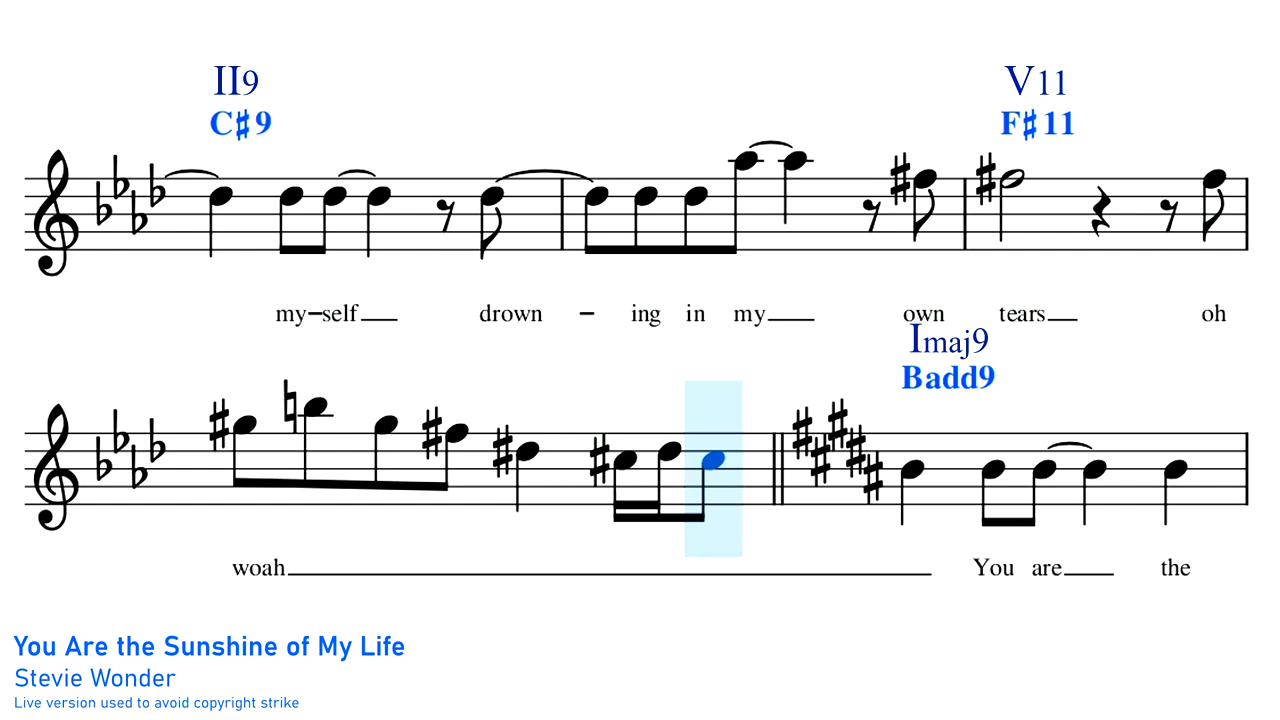 II9 V11
C♯9 F♯11
my-self drown - ing in my own tears oh
Imaj9
Badd9
woah You are the
You Are the Sunshine of My Life
Stevie Wonder
Live version used to avoid copyright strike